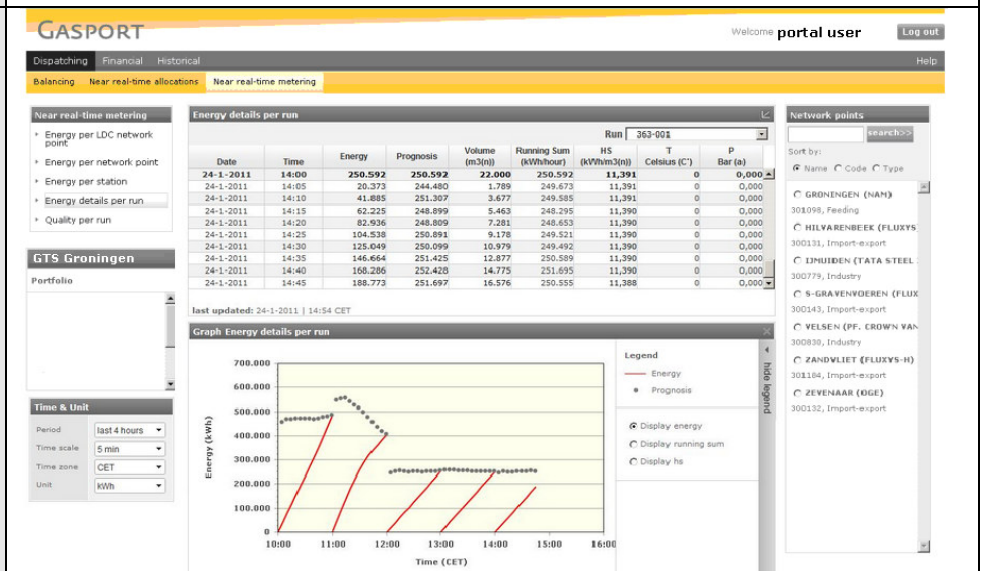 GASPORT
Welcome portal user
Log out
Dispatching Financial Historical
Help
Balancing Near real-time allocations Near real-time metering
Near real-time metering
Energy per LDC network
point
Energy per network point
Energy per station
Energy details per run
Quality per run
GTS Groningen
Portfolio
Time & Unit
Period last 4 hours
Time scale 5 min
Time zone CET
Unit kWh
Energy details per run
Run 363-001
Date Time Energy Prognosis Volume (m3(n)) Running Sum (kWh/hour) HS (kWh/m3(n)) T Celsius (C°) P Bar (a)
24-1-2011 14:00 250.592 250.592 22.000 250.592 11,391 0 0,000
24-1-2011 14:05 20.373 244.480 1.789 249.673 11,391 0 0,000
24-1-2011 14:10 41.885 251.307 3.677 249.585 11,391 0 0,000
24-1-2011 14:15 62.225 248.899 5.463 248.295 11,390 0 0,000
24-1-2011 14:20 82.936 248.809 7.281 248.653 11,390 0 0,000
24-1-2011 14:25 104.538 250.891 9.178 249.521 11,390 0 0,000
24-1-2011 14:30 125.049 250.099 10.979 249.492 11,390 0 0,000
24-1-2011 14:35 146.664 251.425 12.877 250.589 11,390 0 0,000
24-1-2011 14:40 168.286 252.428 14.775 251.695 11,390 0 0,000
24-1-2011 14:45 188.773 251.697 16.576 250.555 11,388 0 0,000
last updated: 24-1-2011 | 14:54 CET
Graph Energy details per run
Energy (kWh)
700.000
600.000
500.000
400.000
300.000
200.000
100.000
0
10:00 11:00 12:00 13:00 14:00 15:00 16:00
Time (CET)
Legend
Energy
Prognosis
Display energy
Display running sum
Display hs
hide legend
Network points
search>>
Sort by:
Name Code Type
GRONINGEN (NAM)
301098, Feeding
HILVARENBEEK (FLUXYS
300131, Import-export
IJMUIDEN (TATA STEEL
300779, Industry
S-GRAVENVOEREN (FLUX
300143, Import-export
VELSEN (PF. CROWN VAN
300830, Industry
ZANDVLIET (FLUXYS-H)
301184, Import-export
ZEVENAAR (OGE)
300132, Import-export